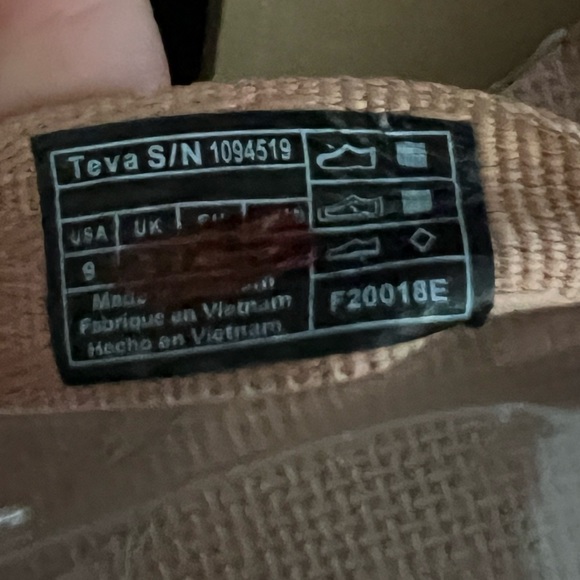 Teva S/N 1094519
USA UK
9
Made
Fabrique en Vietnam
Hecho en Vietnam
F20018E